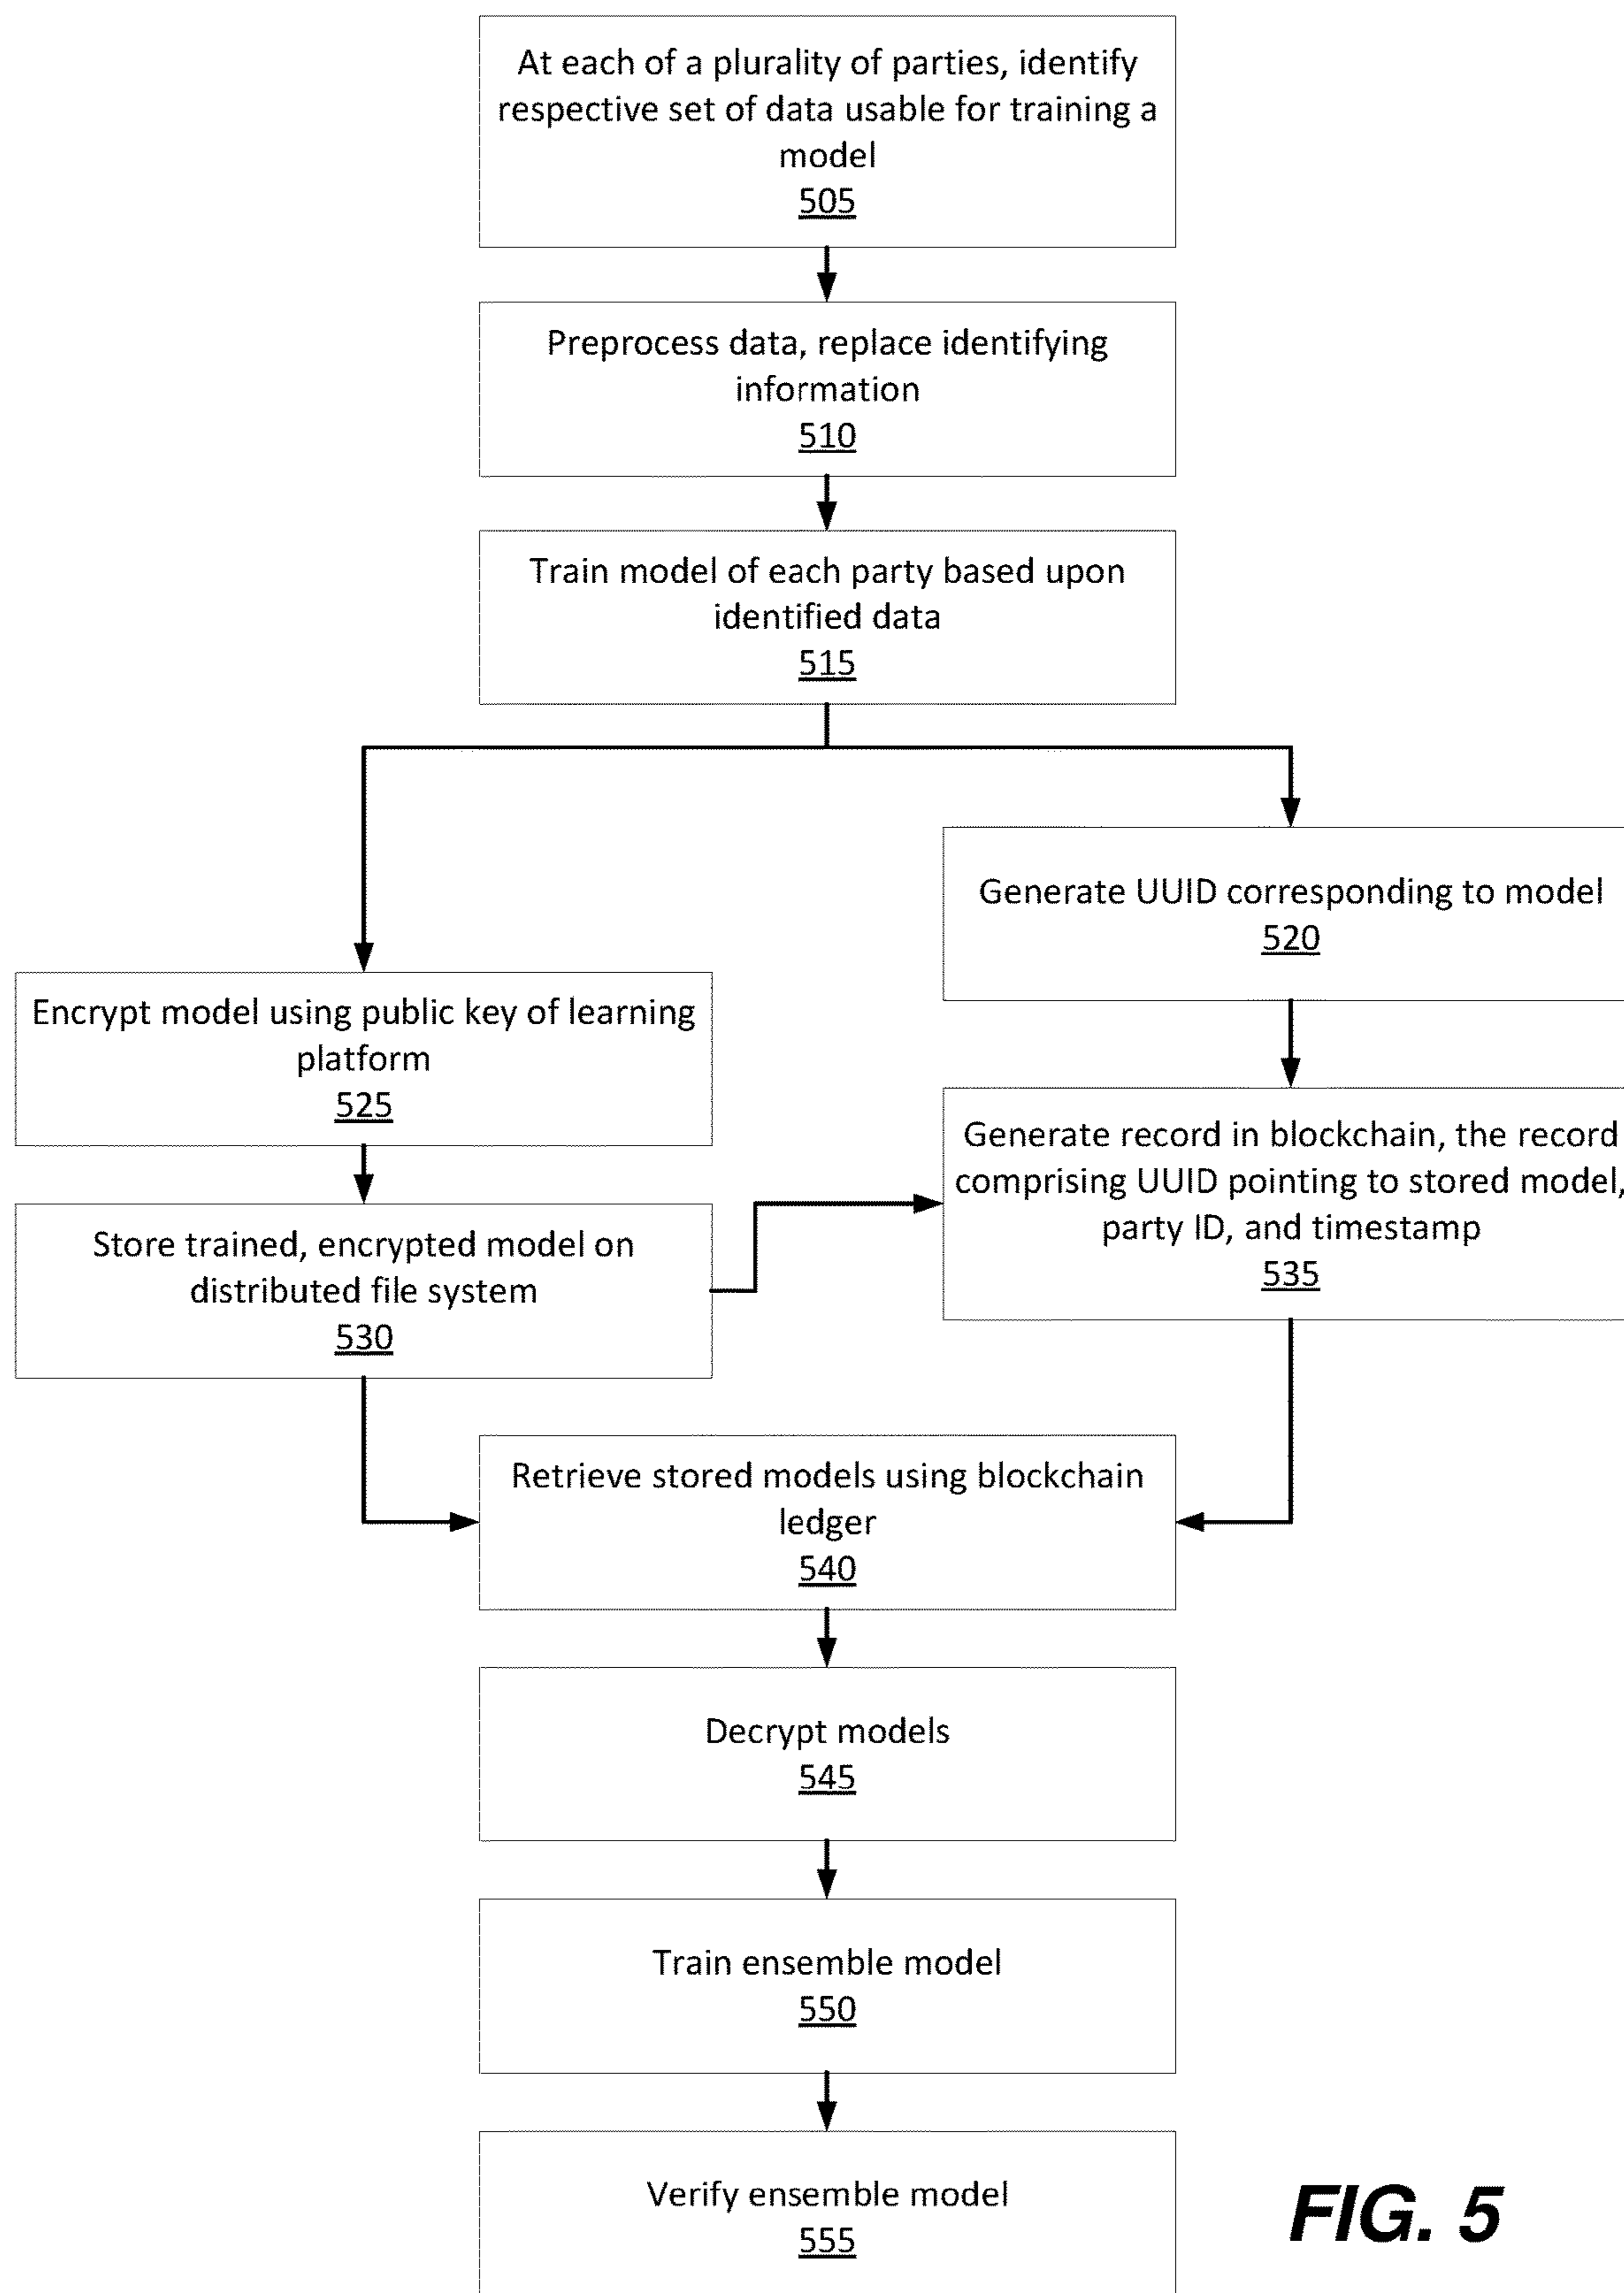 At each of a plurality of parties, identify
respective set of data usable for training a
model
505
Preprocess data, replace identifying
information
510
Train model of each party based upon
identified data
515
Generate UUID corresponding to model
520
Encrypt model using public key of learning
platform
525
Generate record in blockchain, the record
comprising UUID pointing to stored model,
party ID, and timestamp
535
Store trained, encrypted model on
distributed file system
530
Retrieve stored models using blockchain
ledger
540
Decrypt models
545
Train ensemble model
550
Verify ensemble model
555
FIG. 5